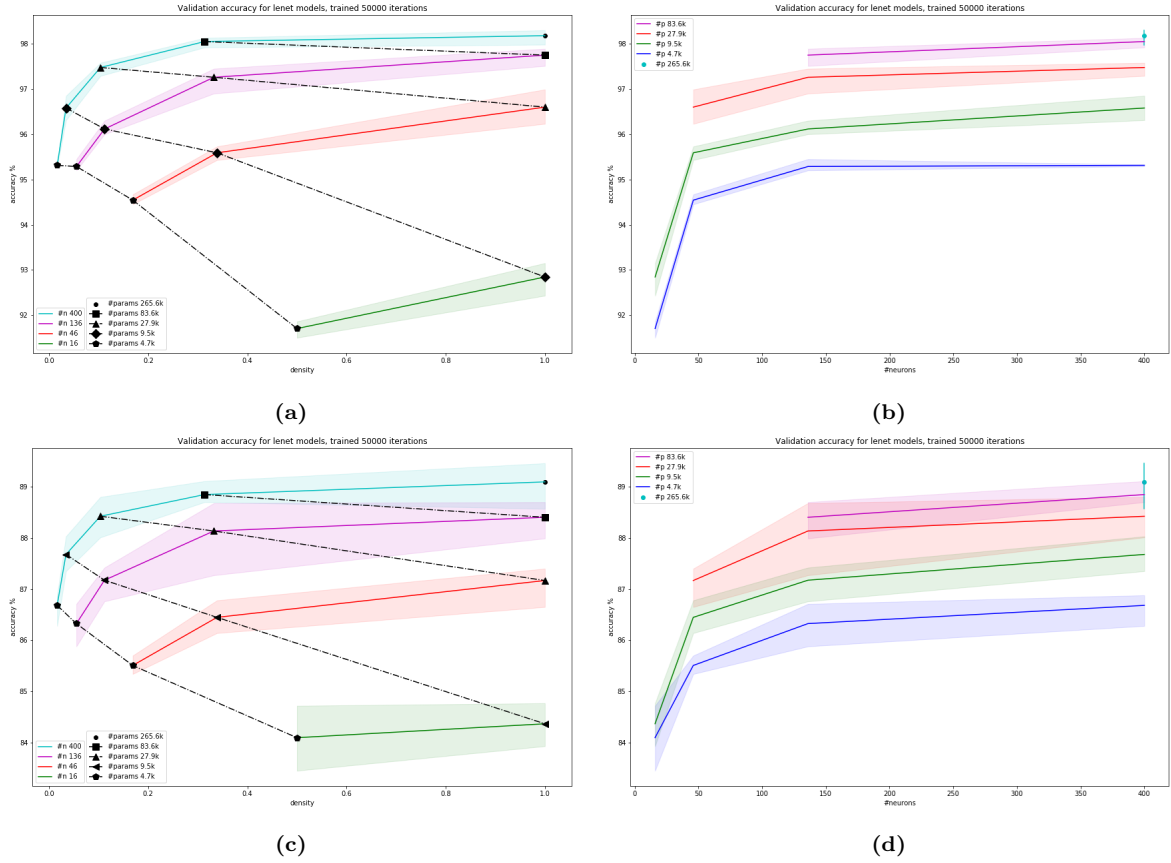 Validation accuracy for lenet models, trained 50000 iterations
accuracy %
98
97
96
95
94
93
92
#n 400
#n 136
#n 46
#n 16
#params 265.6k
#params 83.6k
#params 27.9k
#params 9.5k
#params 4.7k
0.0 0.2 0.4 0.6 0.8 1.0
density
(a)
Validation accuracy for lenet models, trained 50000 iterations
#p 83.6k
#p 27.9k
#p 9.5k
#p 4.7k
#p 265.6k
accuracy %
98
97
96
95
94
93
92
0 50 100 150 200 250 300 350 400
#neurons
(b)
Validation accuracy for lenet models, trained 50000 iterations
accuracy %
89
88
87
86
85
84
#n 400
#n 136
#n 46
#n 16
#params 265.6k
#params 83.6k
#params 27.9k
#params 9.5k
#params 4.7k
0.0 0.2 0.4 0.6 0.8 1.0
density
(c)
Validation accuracy for lenet models, trained 50000 iterations
#p 83.6k
#p 27.9k
#p 9.5k
#p 4.7k
#p 265.6k
accuracy %
89
88
87
86
85
84
0 50 100 150 200 250 300 350 400
#neurons
(d)